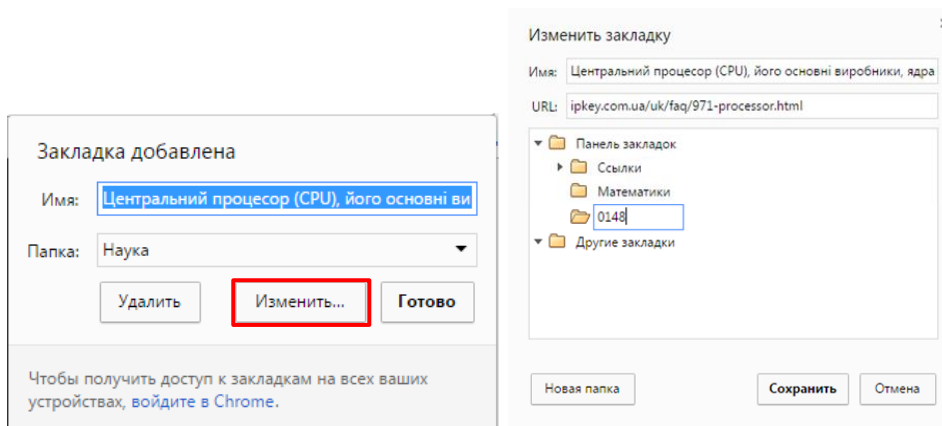 Закладка добавлена
Имя: Центральний процесор (CPU), його основні ви
Папка: Наука
Удалить Изменить... Готово
Чтобы получить доступ к закладкам на всех ваших
устройствах, войдите в Chrome.
Изменить закладку
Имя: Центральний процесор (CPU), його основні виробники, ядра
URL: ipkey.com.ua/uk/faq/971-processor.html
Панель закладок
Ссылки
Математики
0148
Другие закладки
Новая папка Сохранить Отмена